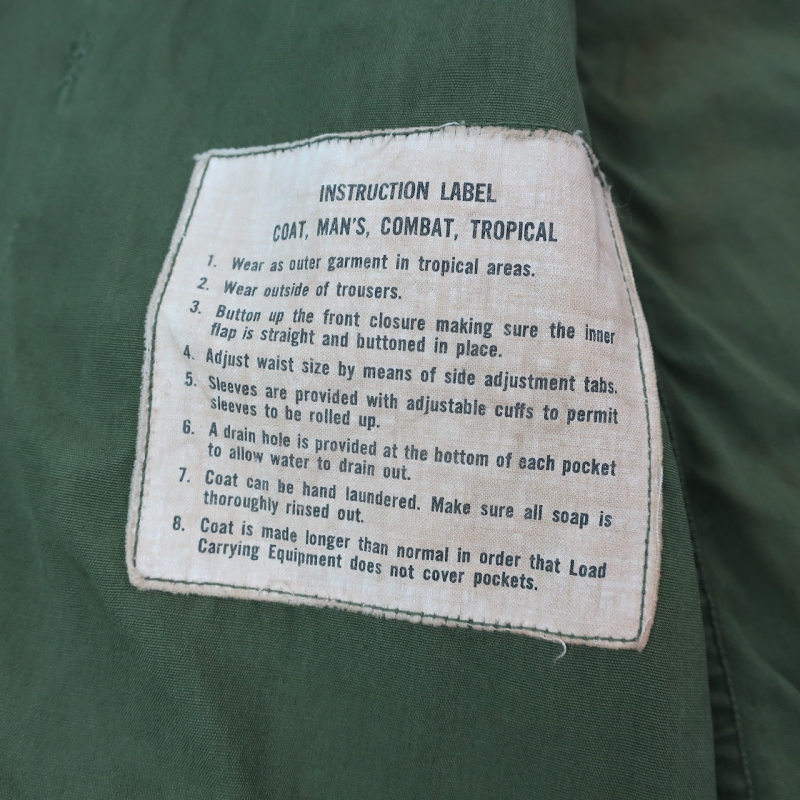 INSTRUCTION LABEL
COAT, MAN'S, COMBAT, TROPICAL
1. Wear as outer garment in tropical areas.
2. Wear outside of trousers.
3. Button up the front closure making sure the inner
flap is straight and buttoned in place.
4. Adjust waist size by means of side adjustment tabs.
5. Sleeves are provided with adjustable cuffs to permit
sleeves to be rolled up.
6. A drain hole is provided at the bottom of each pocket
to allow water to drain out.
7. Coat can be hand laundered. Make sure all soap is
thoroughly rinsed out.
8. Coat is made longer than normal in order that Load
Carrying Equipment does not cover pockets.